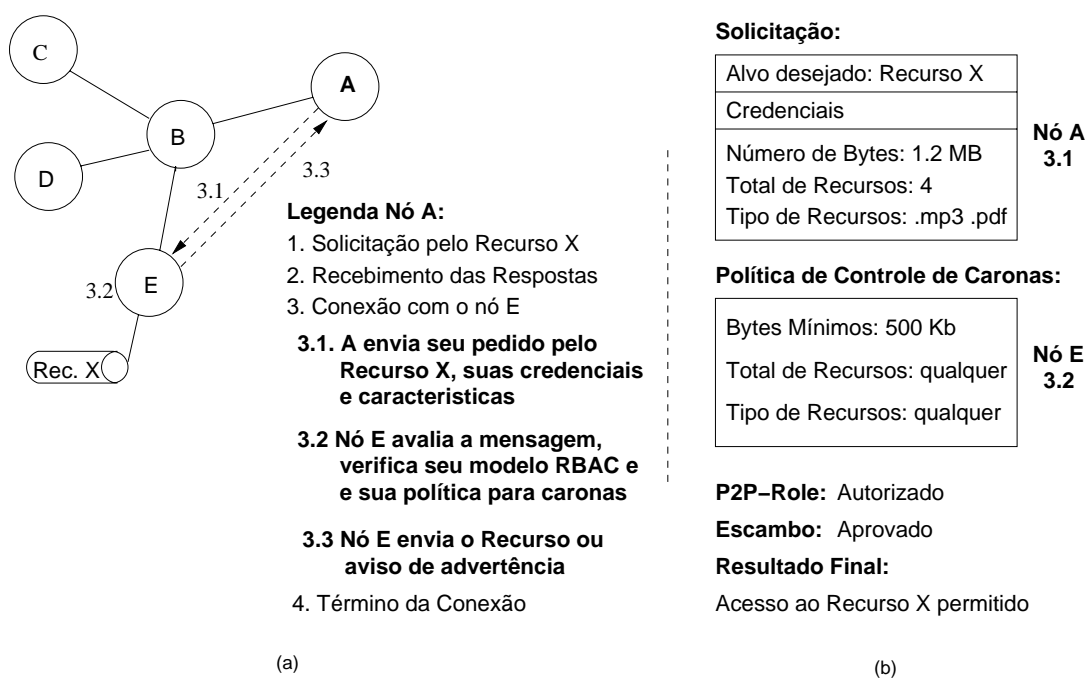 C
A
B
D
3.1
3.3
E
3.2
Rec. X
Legenda Nó A:
1. Solicitação pelo Recurso X
2. Recebimento das Respostas
3. Conexão com o nó E
3.1. A envia seu pedido pelo
Recurso X, suas credenciais
e caracteristicas
3.2 Nó E avalia a mensagem,
verifica seu modelo RBAC e
e sua política para caronas
3.3 Nó E envia o Recurso ou
aviso de advertência
4. Término da Conexão
(a)
Solicitação:
Alvo desejado: Recurso X
Credenciais
Número de Bytes: 1.2 MB
Total de Recursos: 4
Tipo de Recursos: .mp3 .pdf
Nó A
3.1
Política de Controle de Caronas:
Bytes Mínimos: 500 Kb
Total de Recursos: qualquer
Tipo de Recursos: qualquer
Nó E
3.2
P2P−Role: Autorizado
Escambo: Aprovado
Resultado Final:
Acesso ao Recurso X permitido
(b)